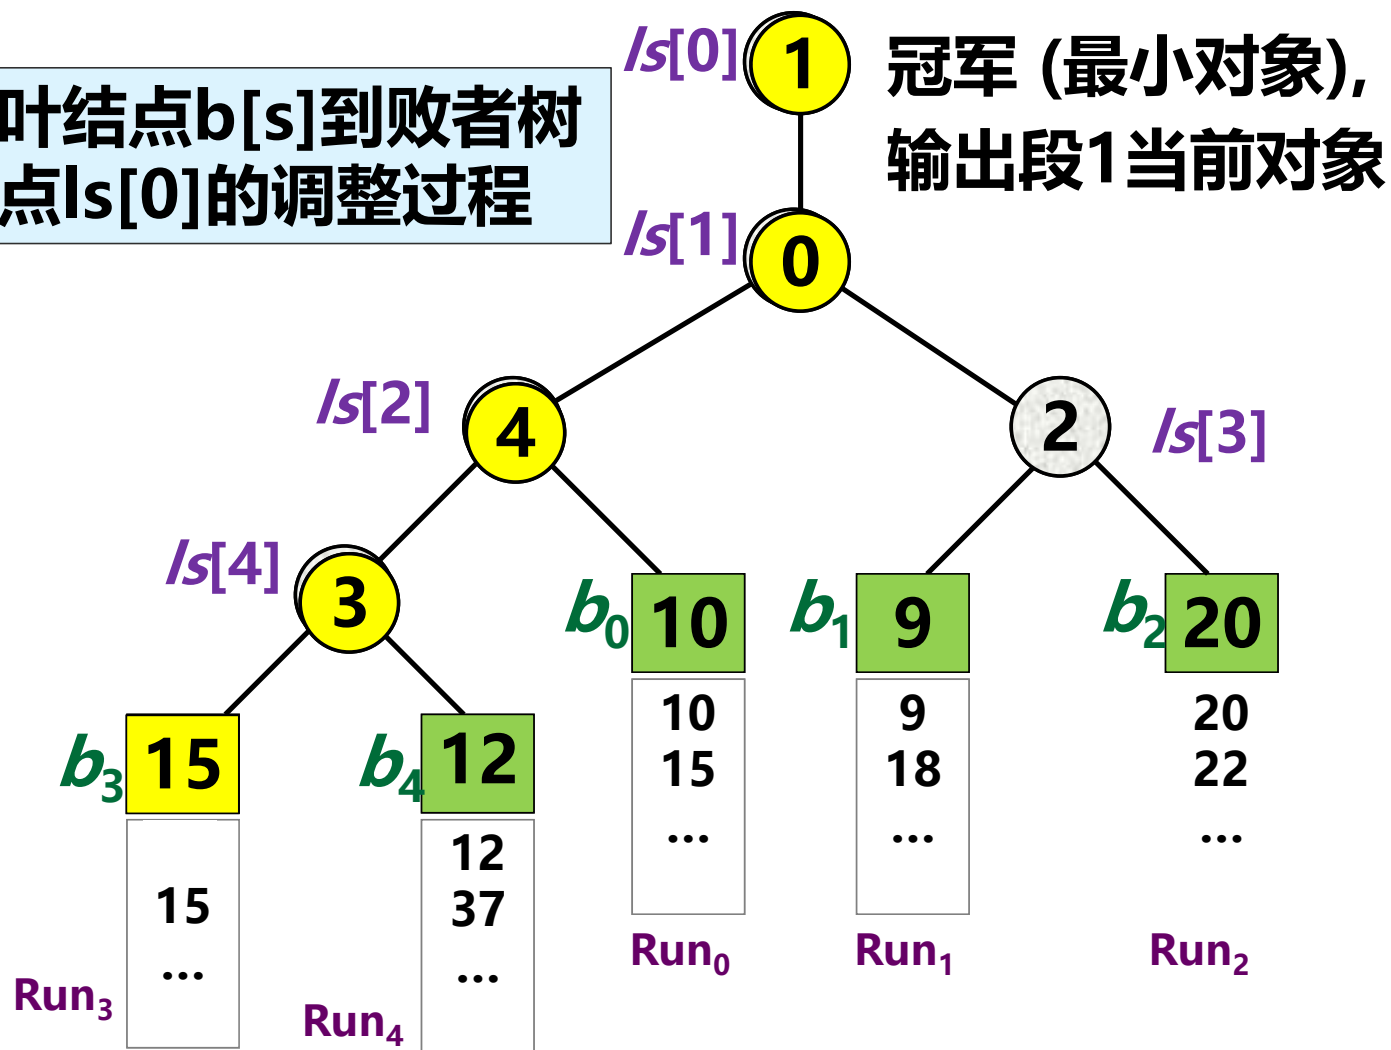 ls[0]
1
冠军 (最小对象),
输出段1当前对象
叶结点b[s]到败者树
点ls[0]的调整过程
ls[1]
0
ls[2]
4
2
ls[3]
ls[4]
3
b0
10
b1
9
b2
20
10
15
...
9
18
...
20
22
...
b3
15
b4
12
15
...
12
37
...
Run0
Run1
Run2
Run3
Run4